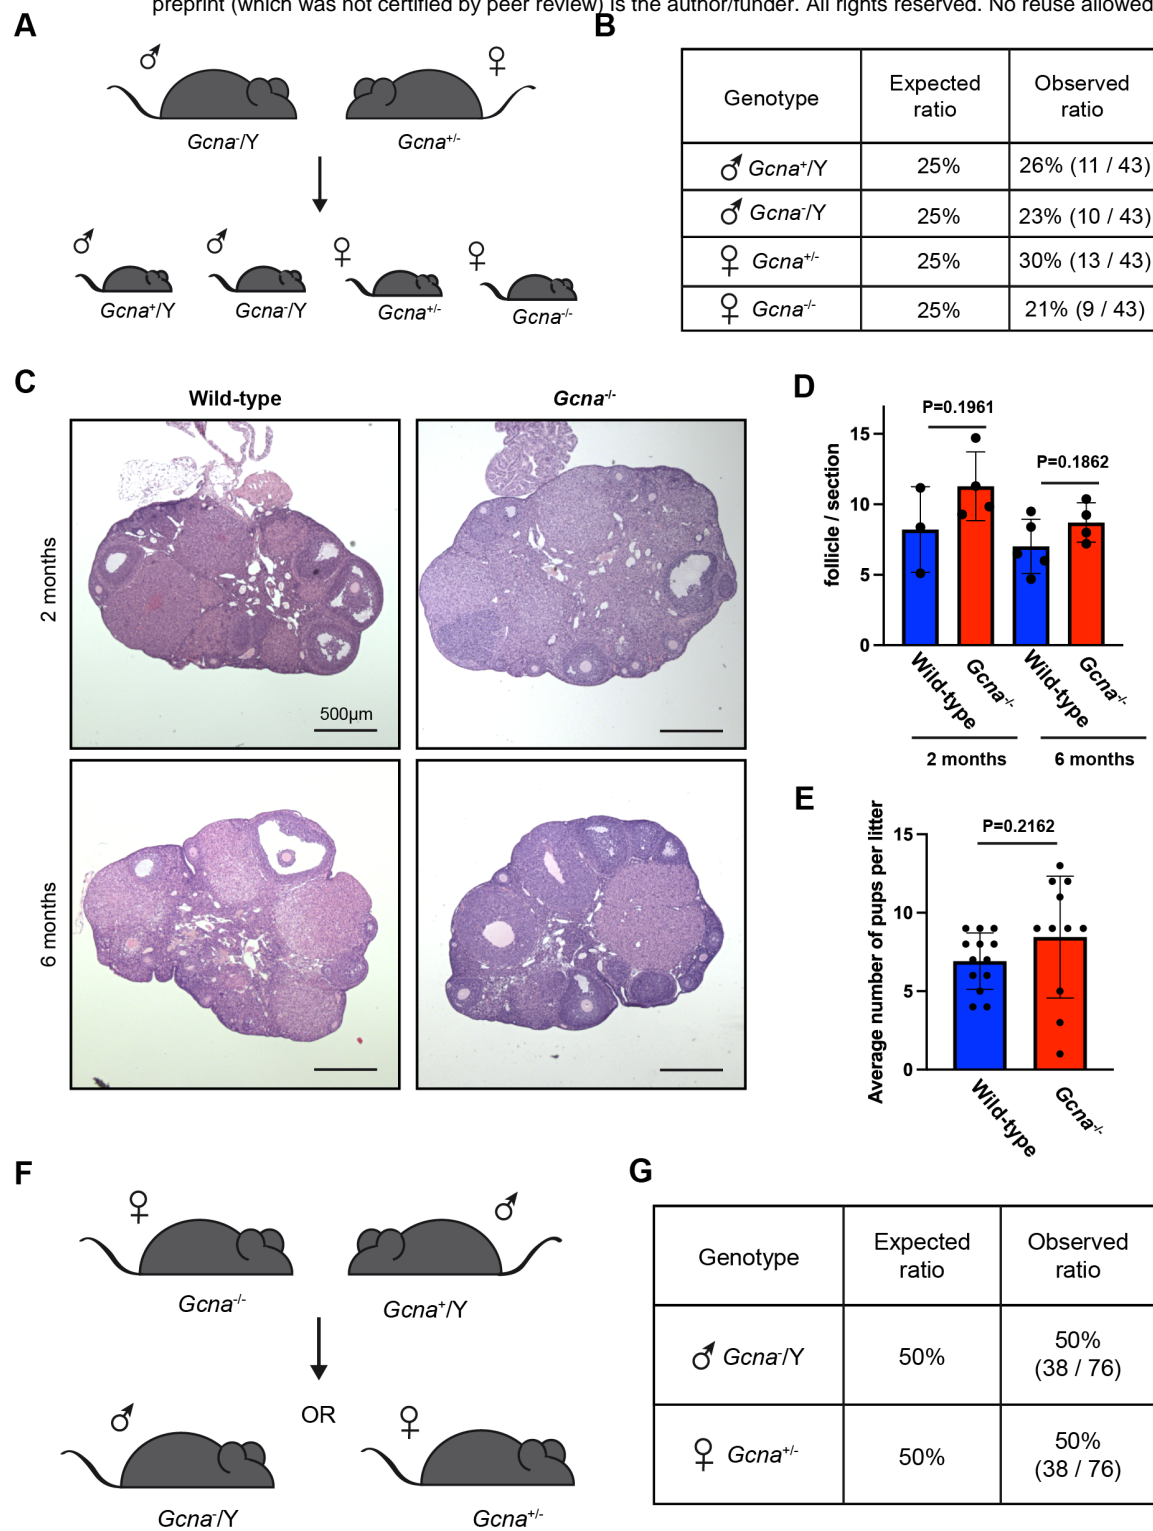 preprint (which was not certified by peer review) is the author/funder. All rights reserved. No reuse allowed
A
♂ ♀
Gcna-/Y Gcna+/-
♂ ♂ ♀ ♀
Gcna+/Y Gcna-/Y Gcna+/- Gcna-/-
B
Genotype Expected ratio Observed ratio
♂ Gcna+/Y 25% 26% (11 / 43)
♂ Gcna-/Y 25% 23% (10 / 43)
♀ Gcna+/- 25% 30% (13 / 43)
♀ Gcna-/- 25% 21% (9 / 43)
C
Wild-type Gcna-/-
2 months
500µm
6 months
D
P=0.1961
P=0.1862
follicle / section
15
10
5
0
Wild-type Gcna-/- Wild-type Gcna-/-
2 months 6 months
E
P=0.2162
Average number of pups per litter
15
10
5
0
Wild-type Gcna-/-
F
♀ ♂
Gcna-/- Gcna+/Y
♂ OR ♀
Gcna-/Y Gcna+/-
G
Genotype Expected ratio Observed ratio
♂ Gcna-/Y 50% 50% (38 / 76)
♀ Gcna+/- 50% 50% (38 / 76)